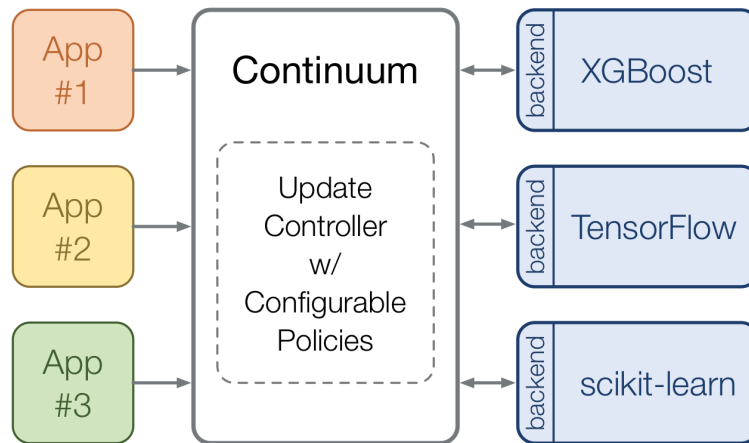 App
#1
App
#2
App
#3
Continuum
Update
Controller
w/
Configurable
Policies
backend
XGBoost
backend
TensorFlow
backend
scikit-learn